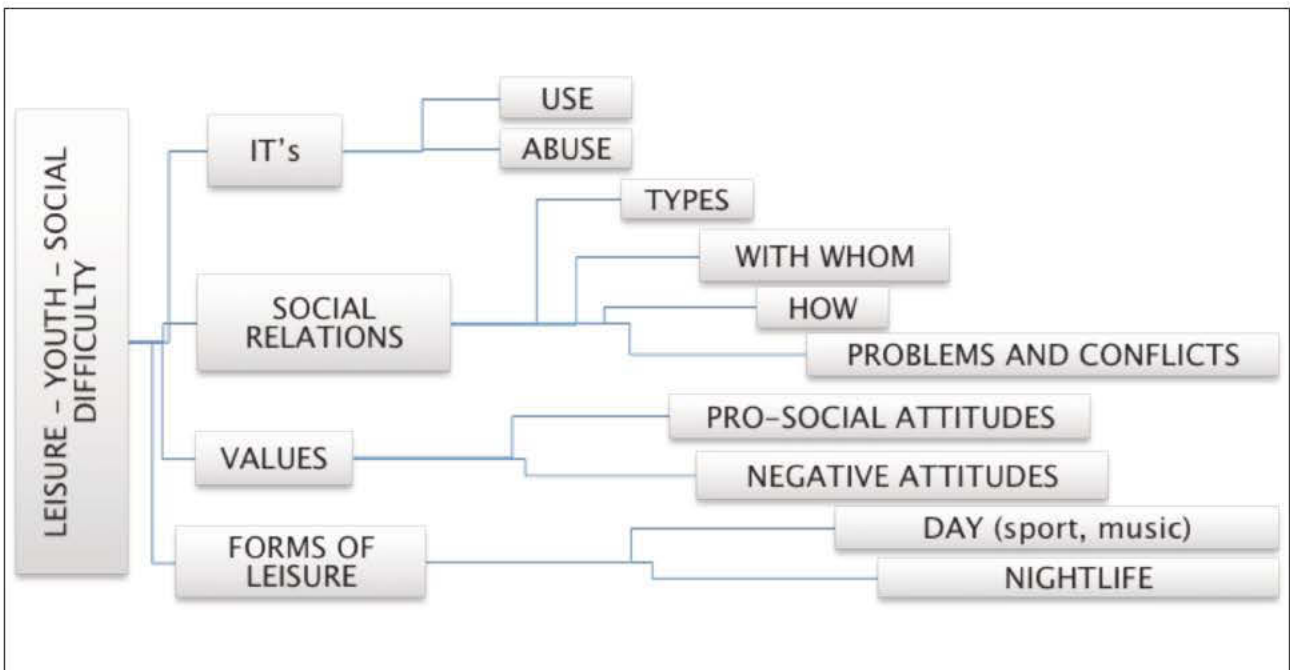 LEISURE – YOUTH – SOCIAL
DIFFICULTY
IT's
USE
ABUSE
SOCIAL
RELATIONS
TYPES
WITH WHOM
HOW
PROBLEMS AND CONFLICTS
VALUES
PRO-SOCIAL ATTITUDES
NEGATIVE ATTITUDES
FORMS OF
LEISURE
DAY (sport, music)
NIGHTLIFE